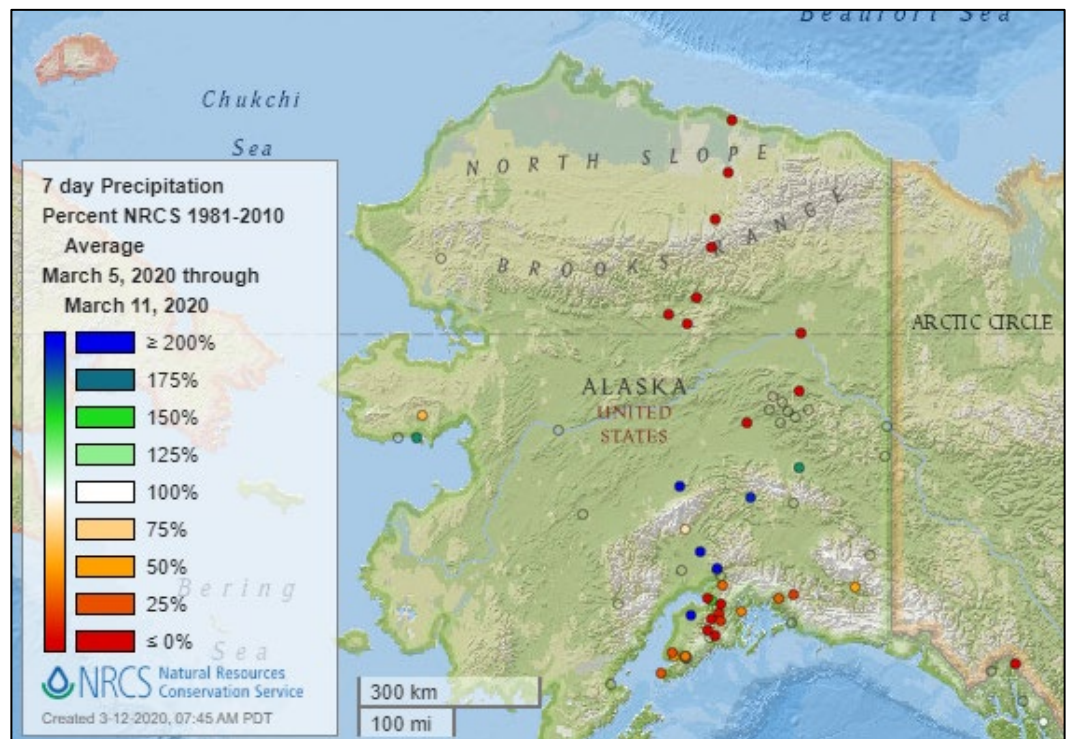 Beaufort Sea
Chukchi
Sea
NORTH SLOPE
BROOKS RANGE
ARCTIC CIRCLE
ALASKA
UNITED
STATES
Bering
Sea
7 day Precipitation
Percent NRCS 1981-2010
Average
March 5, 2020 through
March 11, 2020
≥ 200%
175%
150%
125%
100%
75%
50%
25%
≤ 0%
NRCS Natural Resources
Conservation Service
Created 3-12-2020, 07:45 AM PDT
300 km
100 mi